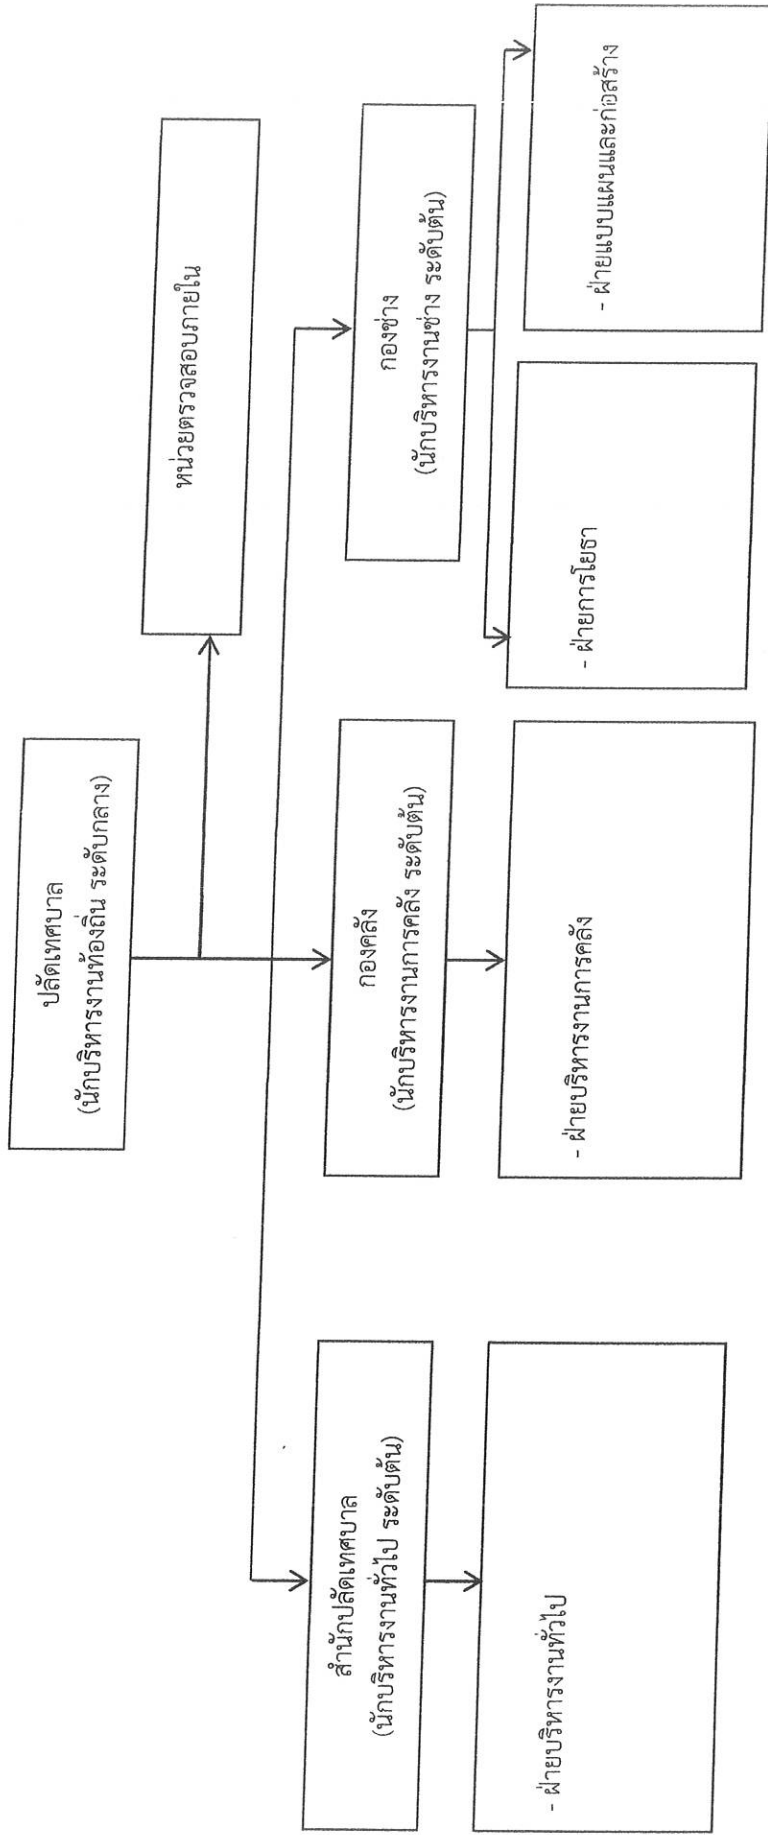 ปลัดเทศบาล
(นักบริหารงานท้องถิ่น ระดับกลาง)
หน่วยตรวจสอบภายใน
สำนักปลัดเทศบาล
(นักบริหารงานทั่วไป ระดับต้น)
กองคลัง
(นักบริหารงานการคลัง ระดับต้น)
กองช่าง
(นักบริหารงานช่าง ระดับต้น)
- ฝ่ายบริหารงานทั่วไป
- ฝ่ายบริหารงานการคลัง
- ฝ่ายการโยธา
- ฝ่ายแบบแผนและก่อสร้าง